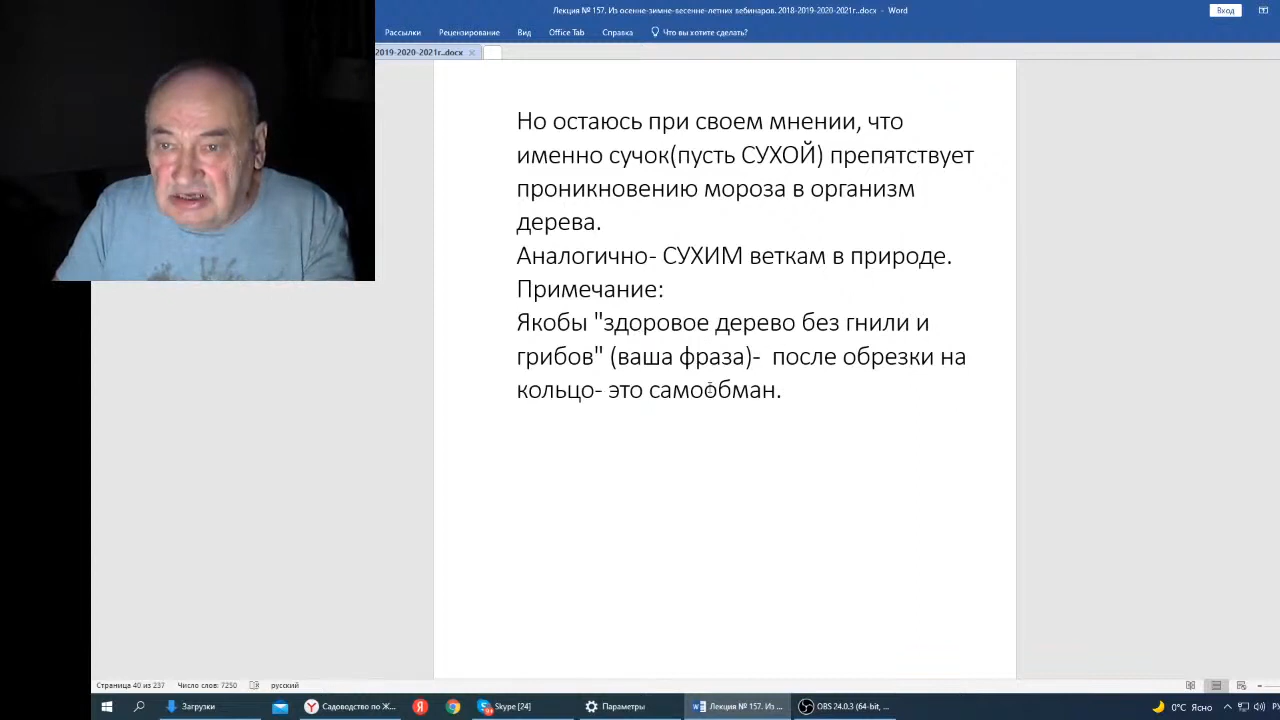 Лекция № 157. Из осенне-зимне-весенне-летних вебинаров. 2018-2019-2020-2021г..docx - Word
Вход
Рассылки Рецензирование Вид Office Tab Справка Что вы хотите сделать?
2019-2020-2021г..docx
Но остаюсь при своем мнении, что
именно сучок(пусть СУХОЙ) препятствует
проникновению мороза в организм
дерева.
Аналогично- СУХИМ веткам в природе.
Примечание:
Якобы "здоровое дерево без гнили и
грибов" (ваша фраза)- после обрезки на
кольцо- это самообман.
Страница 40 из 237 Число слов: 7250 русский
Загрузки Садоводство по Ж... Skype [24] Параметры Лекция № 157. Из ... OBS 24.0.3 (64-bit, ... 0°C Ясно